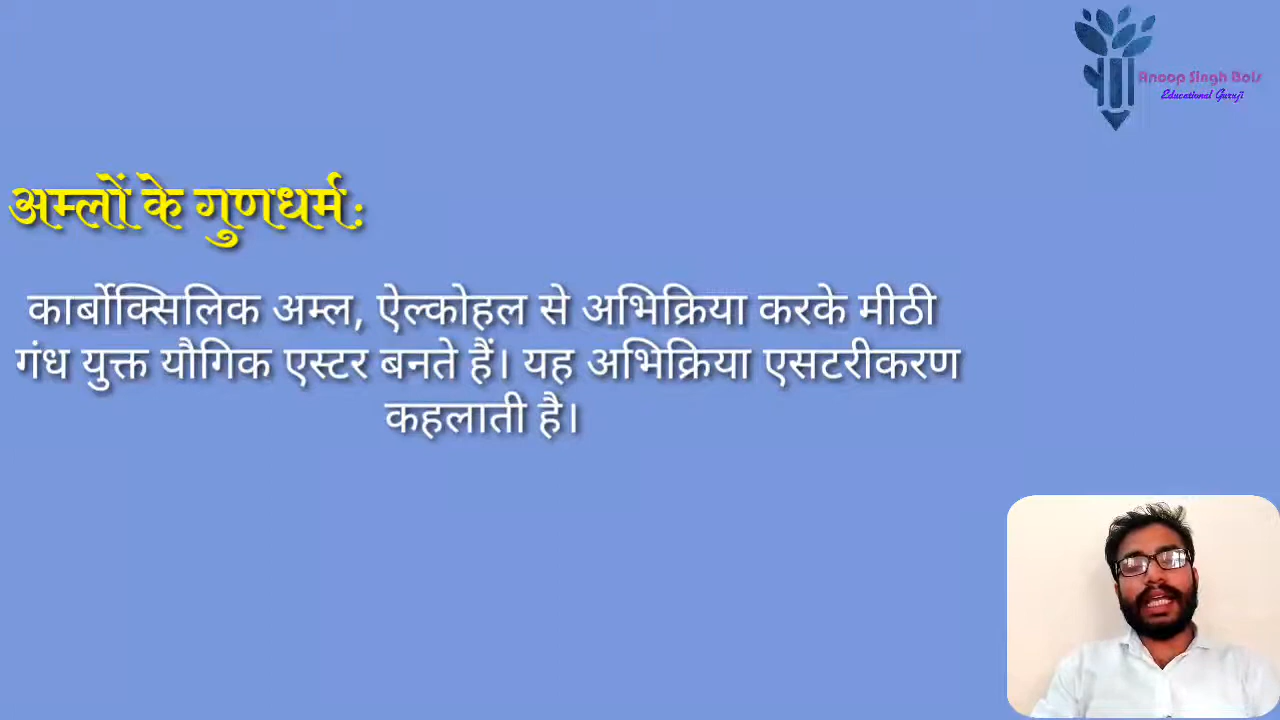 Anoop Singh Bais
Educational Guruji
अम्लों के गुणधर्म:
कार्बोक्सिलिक अम्ल, ऐल्कोहल से अभिक्रिया करके मीठी
गंध युक्त यौगिक एस्टर बनते हैं। यह अभिक्रिया एसटरीकरण
कहलाती है।